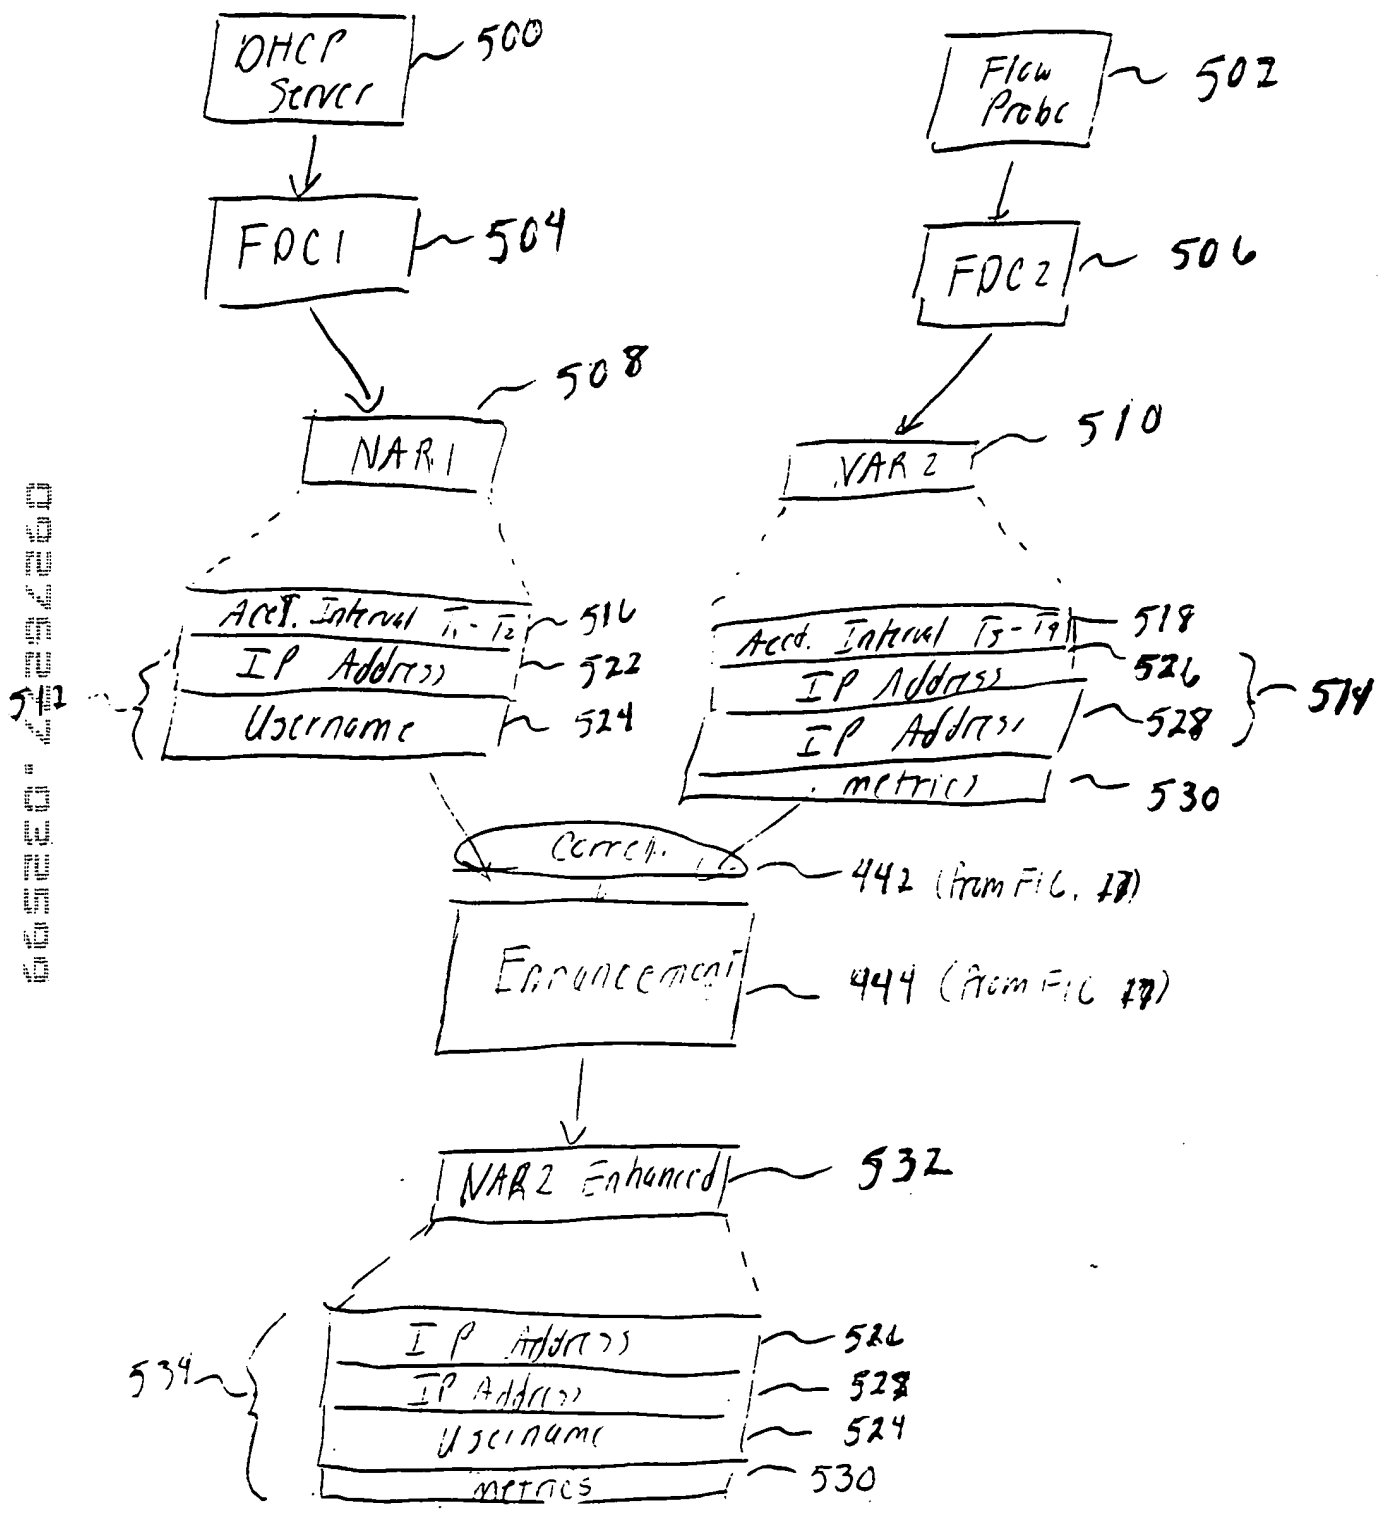 DHCP
Server
500
Flow
Probe
502
FDC1
504
FDC2
506
508
NAR1
510
NAR2
Acct. Interval T1-T2
516
IP Address
522
Username
524
512
Acct. Interval T3-T4
518
526
IP Address
514
IP Address
528
metrics
530
Correl.
442 (from FIG. )
Enhancement
444 (from FIG )
NAR2 Enhanced
532
IP Address
526
534
IP Address
528
Username
524
metrics
530